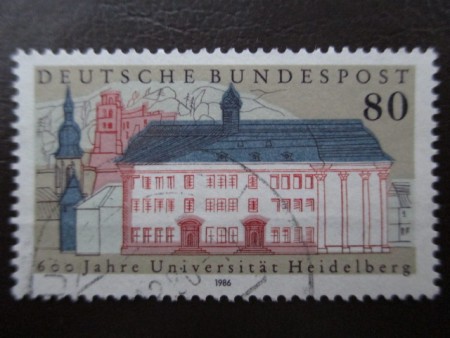 DEUTSCHE BUNDESPOST
80
600 Jahre Universität Heidelberg
1986